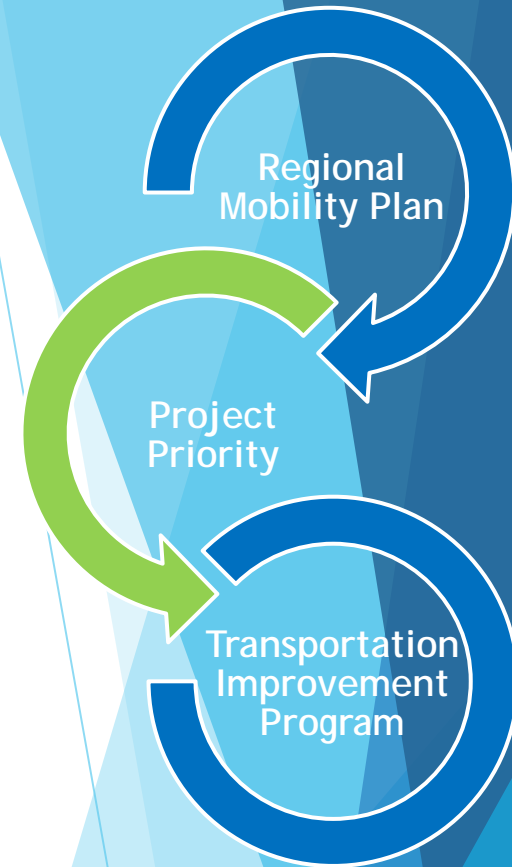 Regional
Mobility Plan
Project
Priority
Transportation
Improvement
Program